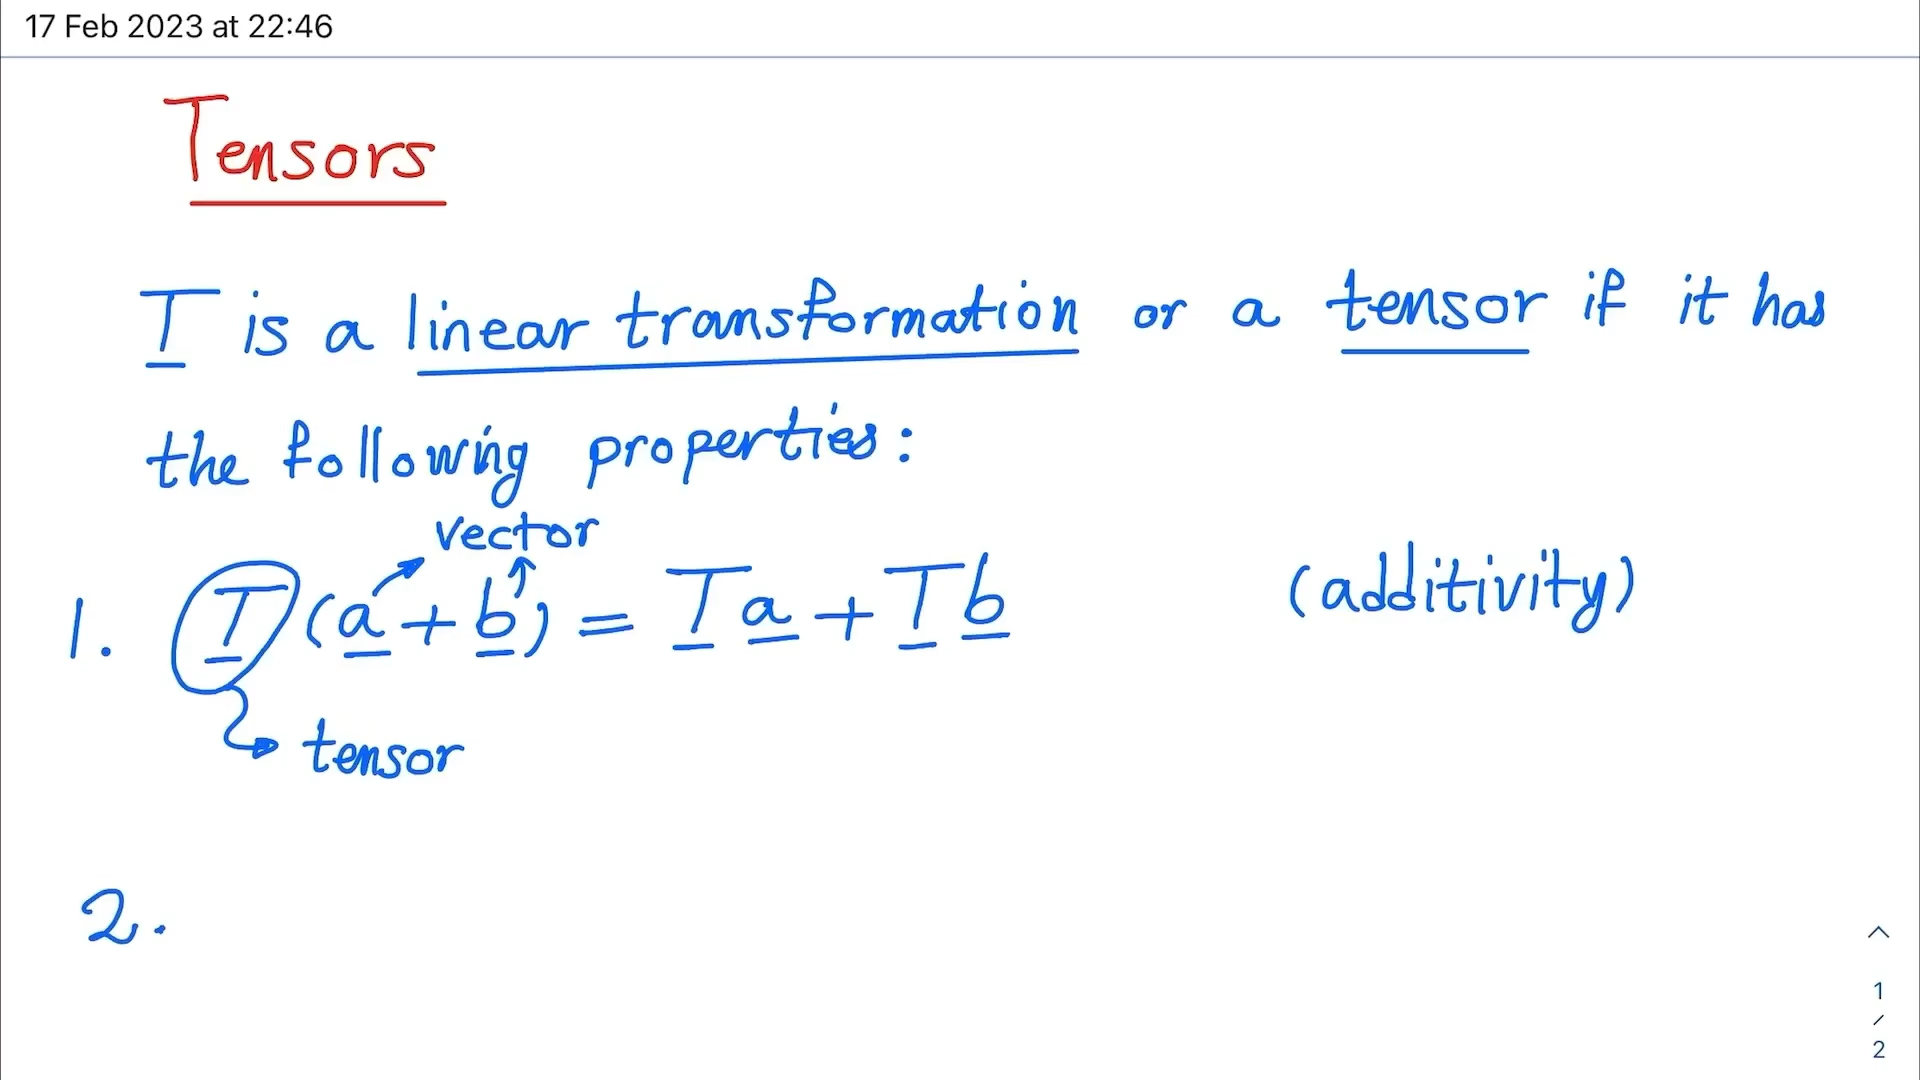 17 Feb 2023 at 22:46
Tensors
T is a linear transformation or a tensor if it has
the following properties:
vector
1. T(a+b) = Ta + Tb (additivity)
tensor
2.
1
/
2